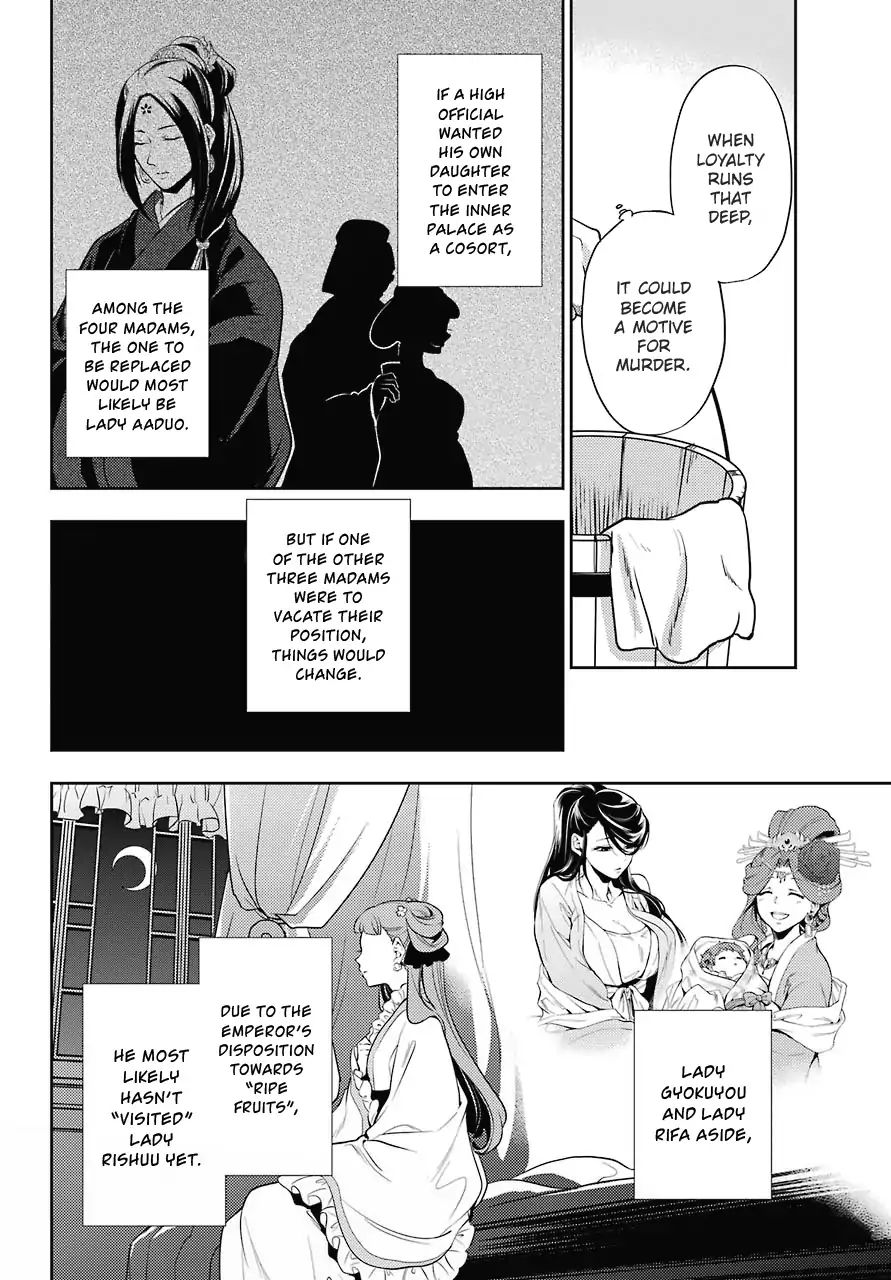 WHEN
LOYALTY
RUNS
THAT
DEEP,
IT COULD
BECOME
A MOTIVE
FOR
MURDER.
IF A HIGH
OFFICIAL
WANTED
HIS OWN
DAUGHTER
TO ENTER
THE INNER
PALACE AS
A COSORT,
AMONG THE
FOUR MADAMS,
THE ONE TO
BE REPLACED
WOULD MOST
LIKELY BE
LADY AADUO.
BUT IF ONE
OF THE OTHER
THREE MADAMS
WERE TO
VACATE THEIR
POSITION,
THINGS WOULD
CHANGE.
LADY
GYOKUYOU
AND LADY
RIFA ASIDE,
DUE TO THE
EMPEROR'S
DISPOSITION
TOWARDS
"RIPE
FRUITS",
HE MOST
LIKELY
HASN'T
"VISITED"
LADY
RISHUU YET.